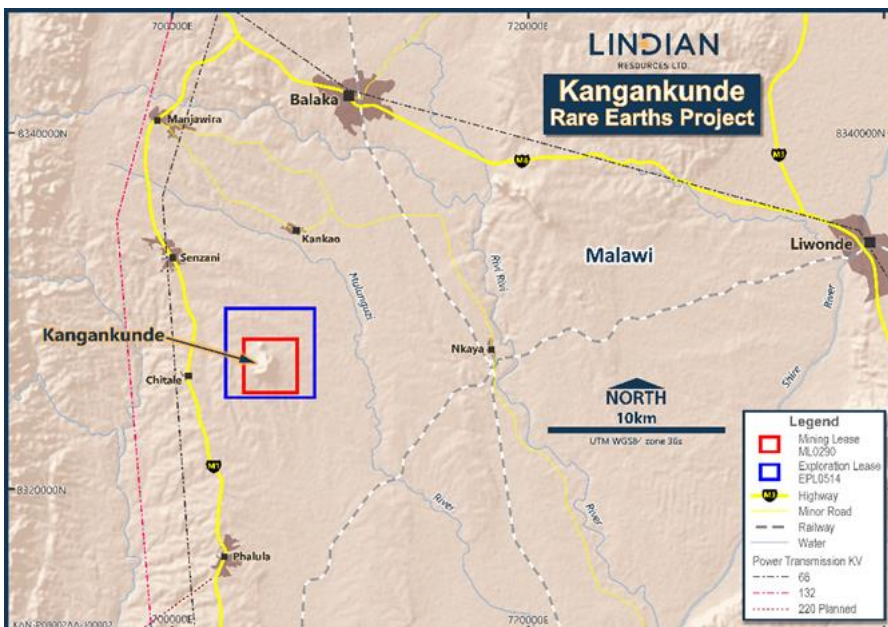 700000E
720000E
LINDIAN
RESOURCES LTD.
Kangankunde
Rare Earths Project
Balaka
Manjawira
8340000N
8340000N
M8
Kankao
Senzani
Malawi
Liwonde
Rivi Rivi
Mulunguzi
River
Kangankunde
Nkaya
Chitale
Shire
NORTH
10km
UTM WGS84 zone 36s
M1
8320000N
River
River
Phalula
700000E
720000E
Legend
Mining Lease
ML0290
Exploration Lease
EPL0514
M3
Highway
Minor Road
Railway
Water
Power Transmission KV
66
132
220 Planned